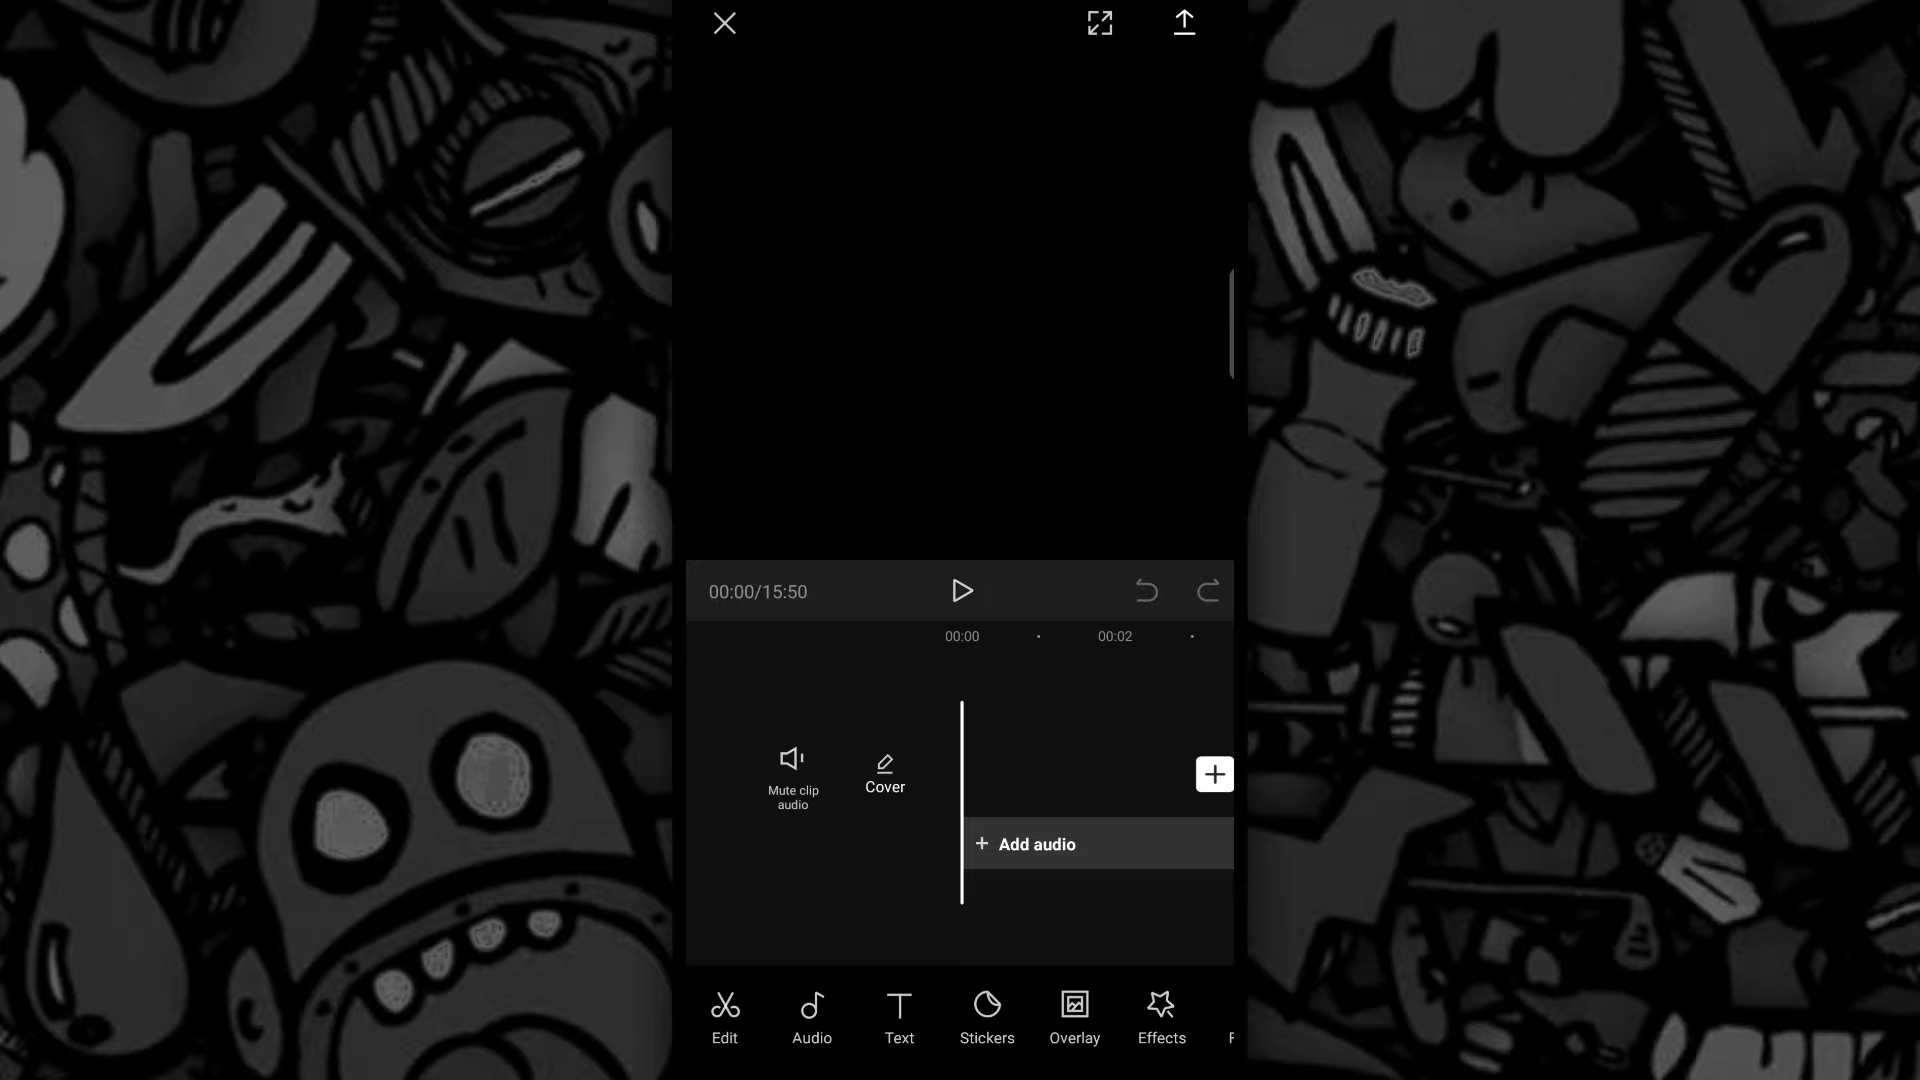 00:00/15:50
00:00
00:02
Mute clip
audio
Cover
+ Add audio
Edit
Audio
Text
Stickers
Overlay
Effects
F